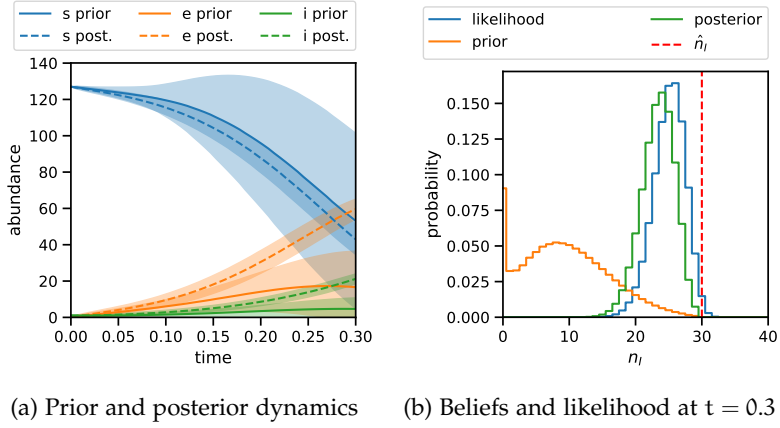 s prior e prior i prior
s post. e post. i post.
140
120
100
80
60
40
20
0
abundance
0.00 0.05 0.10 0.15 0.20 0.25 0.30
time
(a) Prior and posterior dynamics
likelihood posterior
prior n̂_I
0.150
0.125
0.100
0.075
0.050
0.025
0.000
probability
0 10 20 30 40
n_I
(b) Beliefs and likelihood at t = 0.3